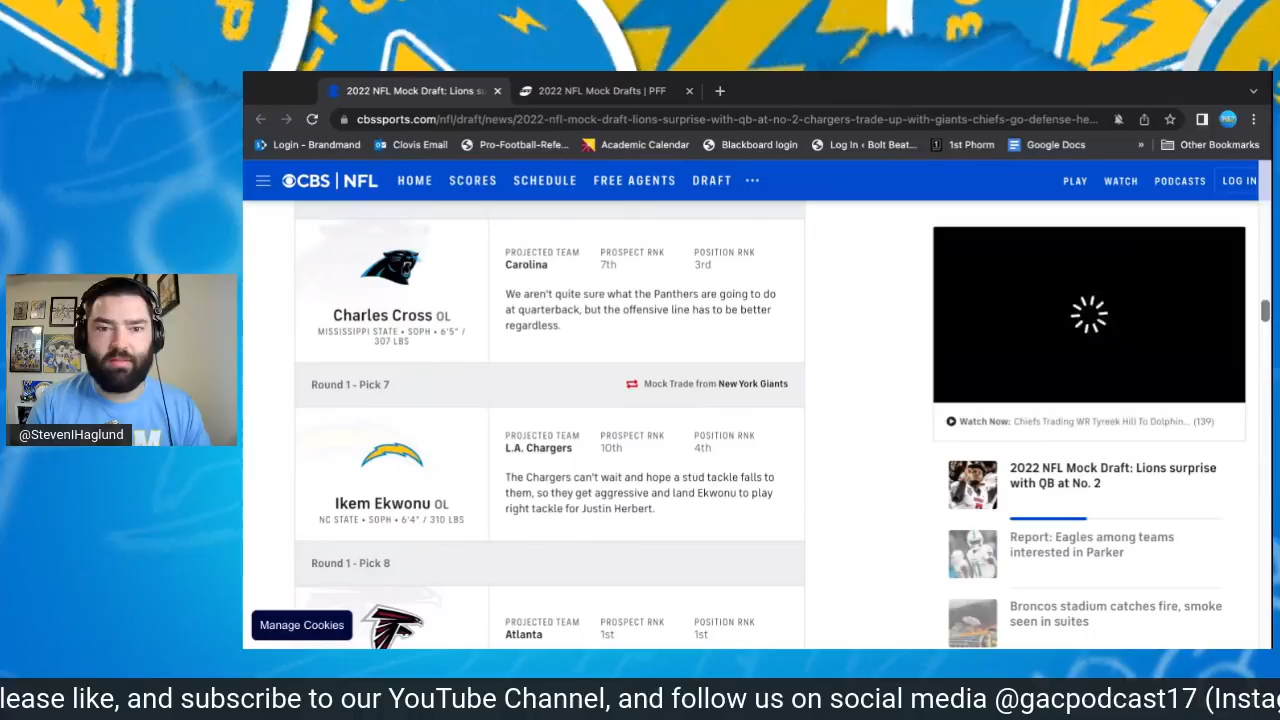 2022 NFL Mock Draft: Lions su
2022 NFL Mock Drafts | PFF
cbssports.com/nfl/draft/news/2022-nfl-mock-draft-lions-surprise-with-qb-at-no-2-chargers-trade-up-with-giants-chiefs-go-defense-he...
Login - Brandmand
Clovis Email
Pro-Football-Refe...
Academic Calendar
Blackboard login
Log In ‹ Bolt Beat...
1st Phorm
Google Docs
»
Other Bookmarks
CBS | NFL
HOME
SCORES
SCHEDULE
FREE AGENTS
DRAFT
•••
PLAY
WATCH
PODCASTS
LOG IN
Charles Cross OL
MISSISSIPPI STATE • SOPH • 6'5" /
307 LBS
PROJECTED TEAM
Carolina
PROSPECT RNK
7th
POSITION RNK
3rd
We aren't quite sure what the Panthers are going to do
at quarterback, but the offensive line has to be better
regardless.
Round 1 - Pick 7
Mock Trade from New York Giants
Ikem Ekwonu OL
NC STATE • SOPH • 6'4" / 310 LBS
PROJECTED TEAM
L.A. Chargers
PROSPECT RNK
10th
POSITION RNK
4th
The Chargers can't wait and hope a stud tackle falls to
them, so they get aggressive and land Ekwonu to play
right tackle for Justin Herbert.
Round 1 - Pick 8
PROJECTED TEAM
Atlanta
PROSPECT RNK
1st
POSITION RNK
1st
Manage Cookies
Watch Now: Chiefs Trading WR Tyreek Hill To Dolphin... (139)
2022 NFL Mock Draft: Lions surprise
with QB at No. 2
Report: Eagles among teams
interested in Parker
Broncos stadium catches fire, smoke
seen in suites
@StevenIHaglund
lease like, and subscribe to our YouTube Channel, and follow us on social media @gacpodcast17 (Insta